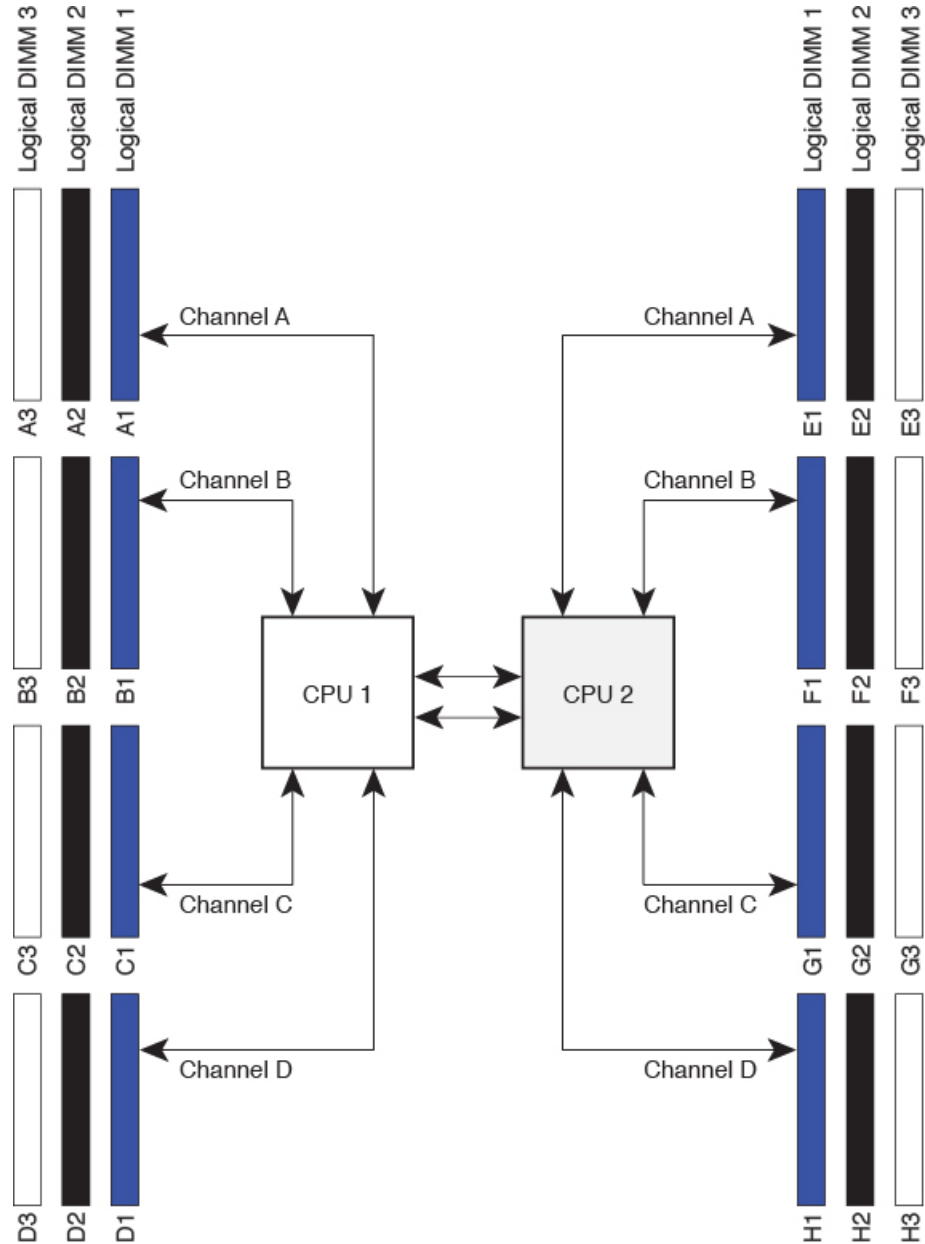 Logical DIMM 3
Logical DIMM 2
Logical DIMM 1
Logical DIMM 1
Logical DIMM 2
Logical DIMM 3
Channel A
Channel A
A3
A2
A1
E1
E2
E3
Channel B
Channel B
B3
B2
B1
CPU 1
CPU 2
F1
F2
F3
Channel C
Channel C
C3
C2
C1
G1
G2
G3
Channel D
Channel D
D3
D2
D1
H1
H2
H3